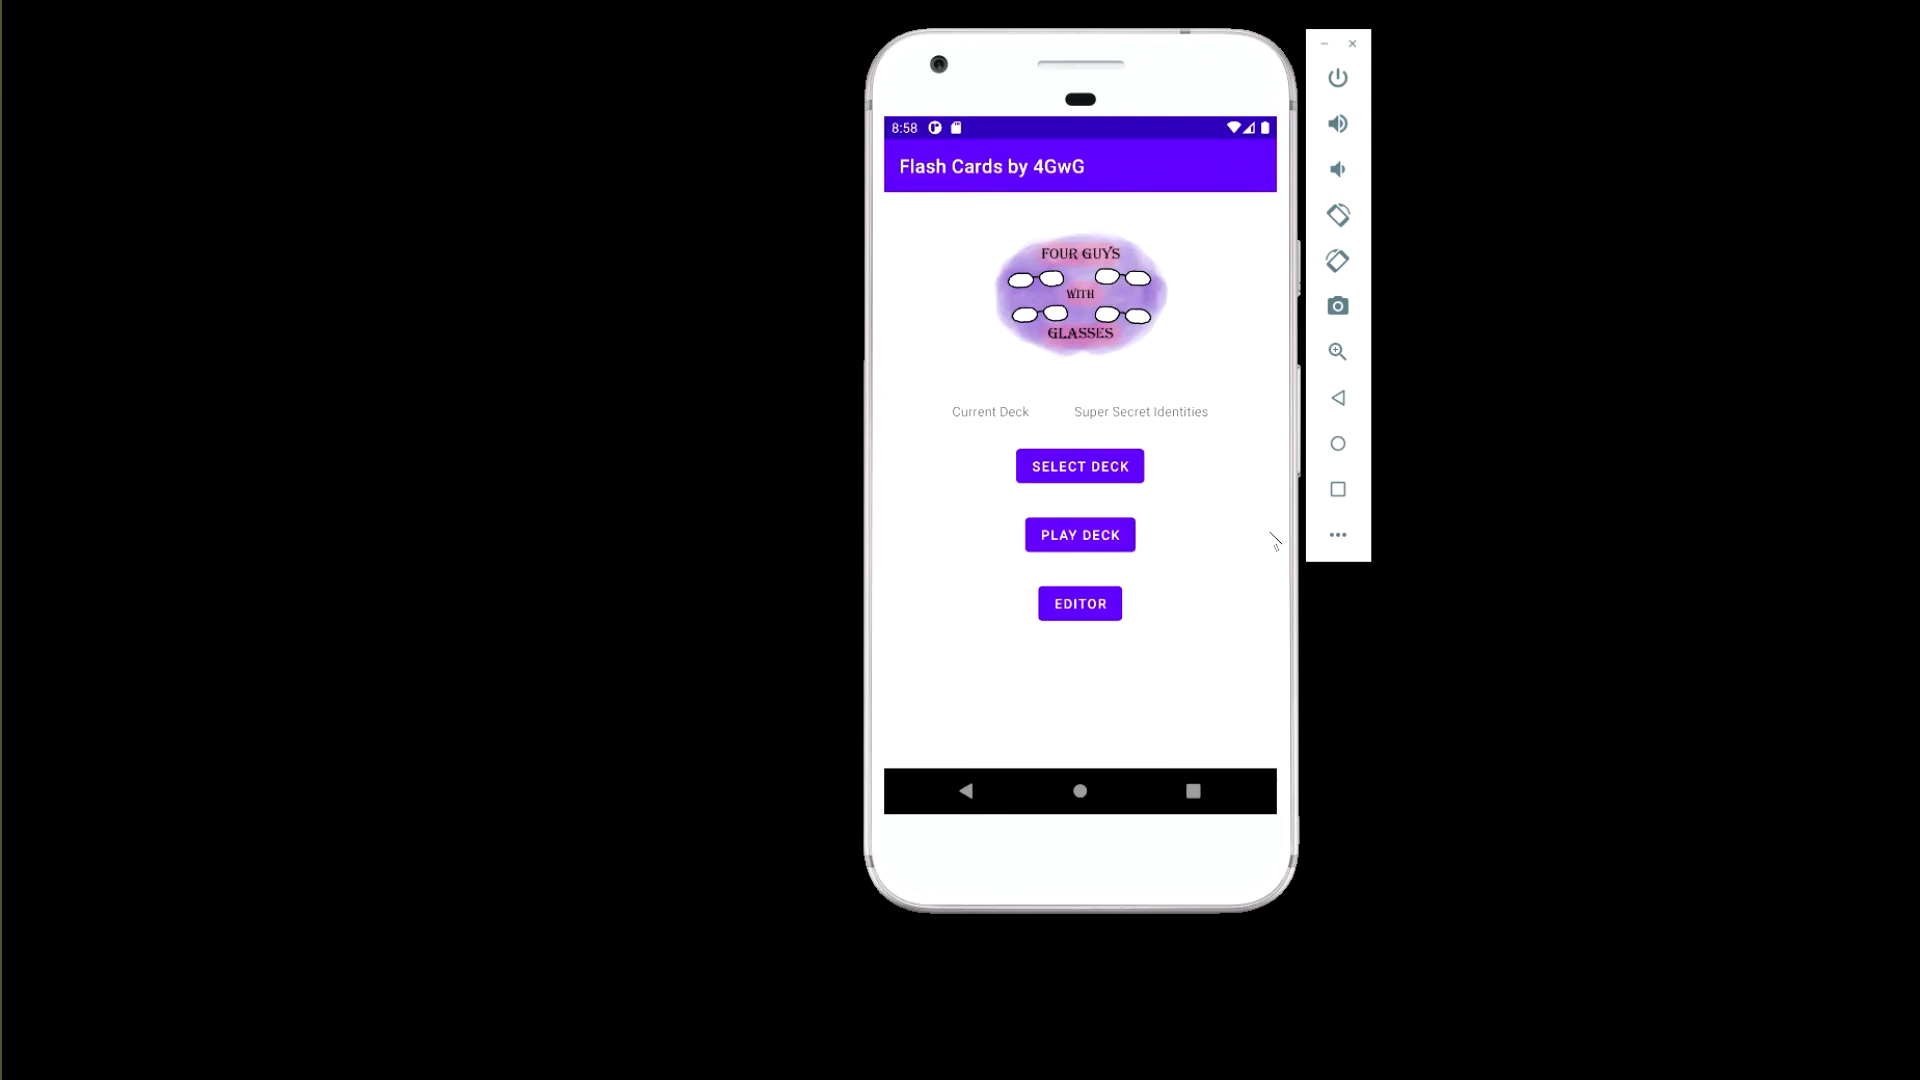 8:58
Flash Cards by 4GwG
FOUR GUYS
WITH
GLASSES
Current Deck Super Secret Identities
SELECT DECK
PLAY DECK
EDITOR